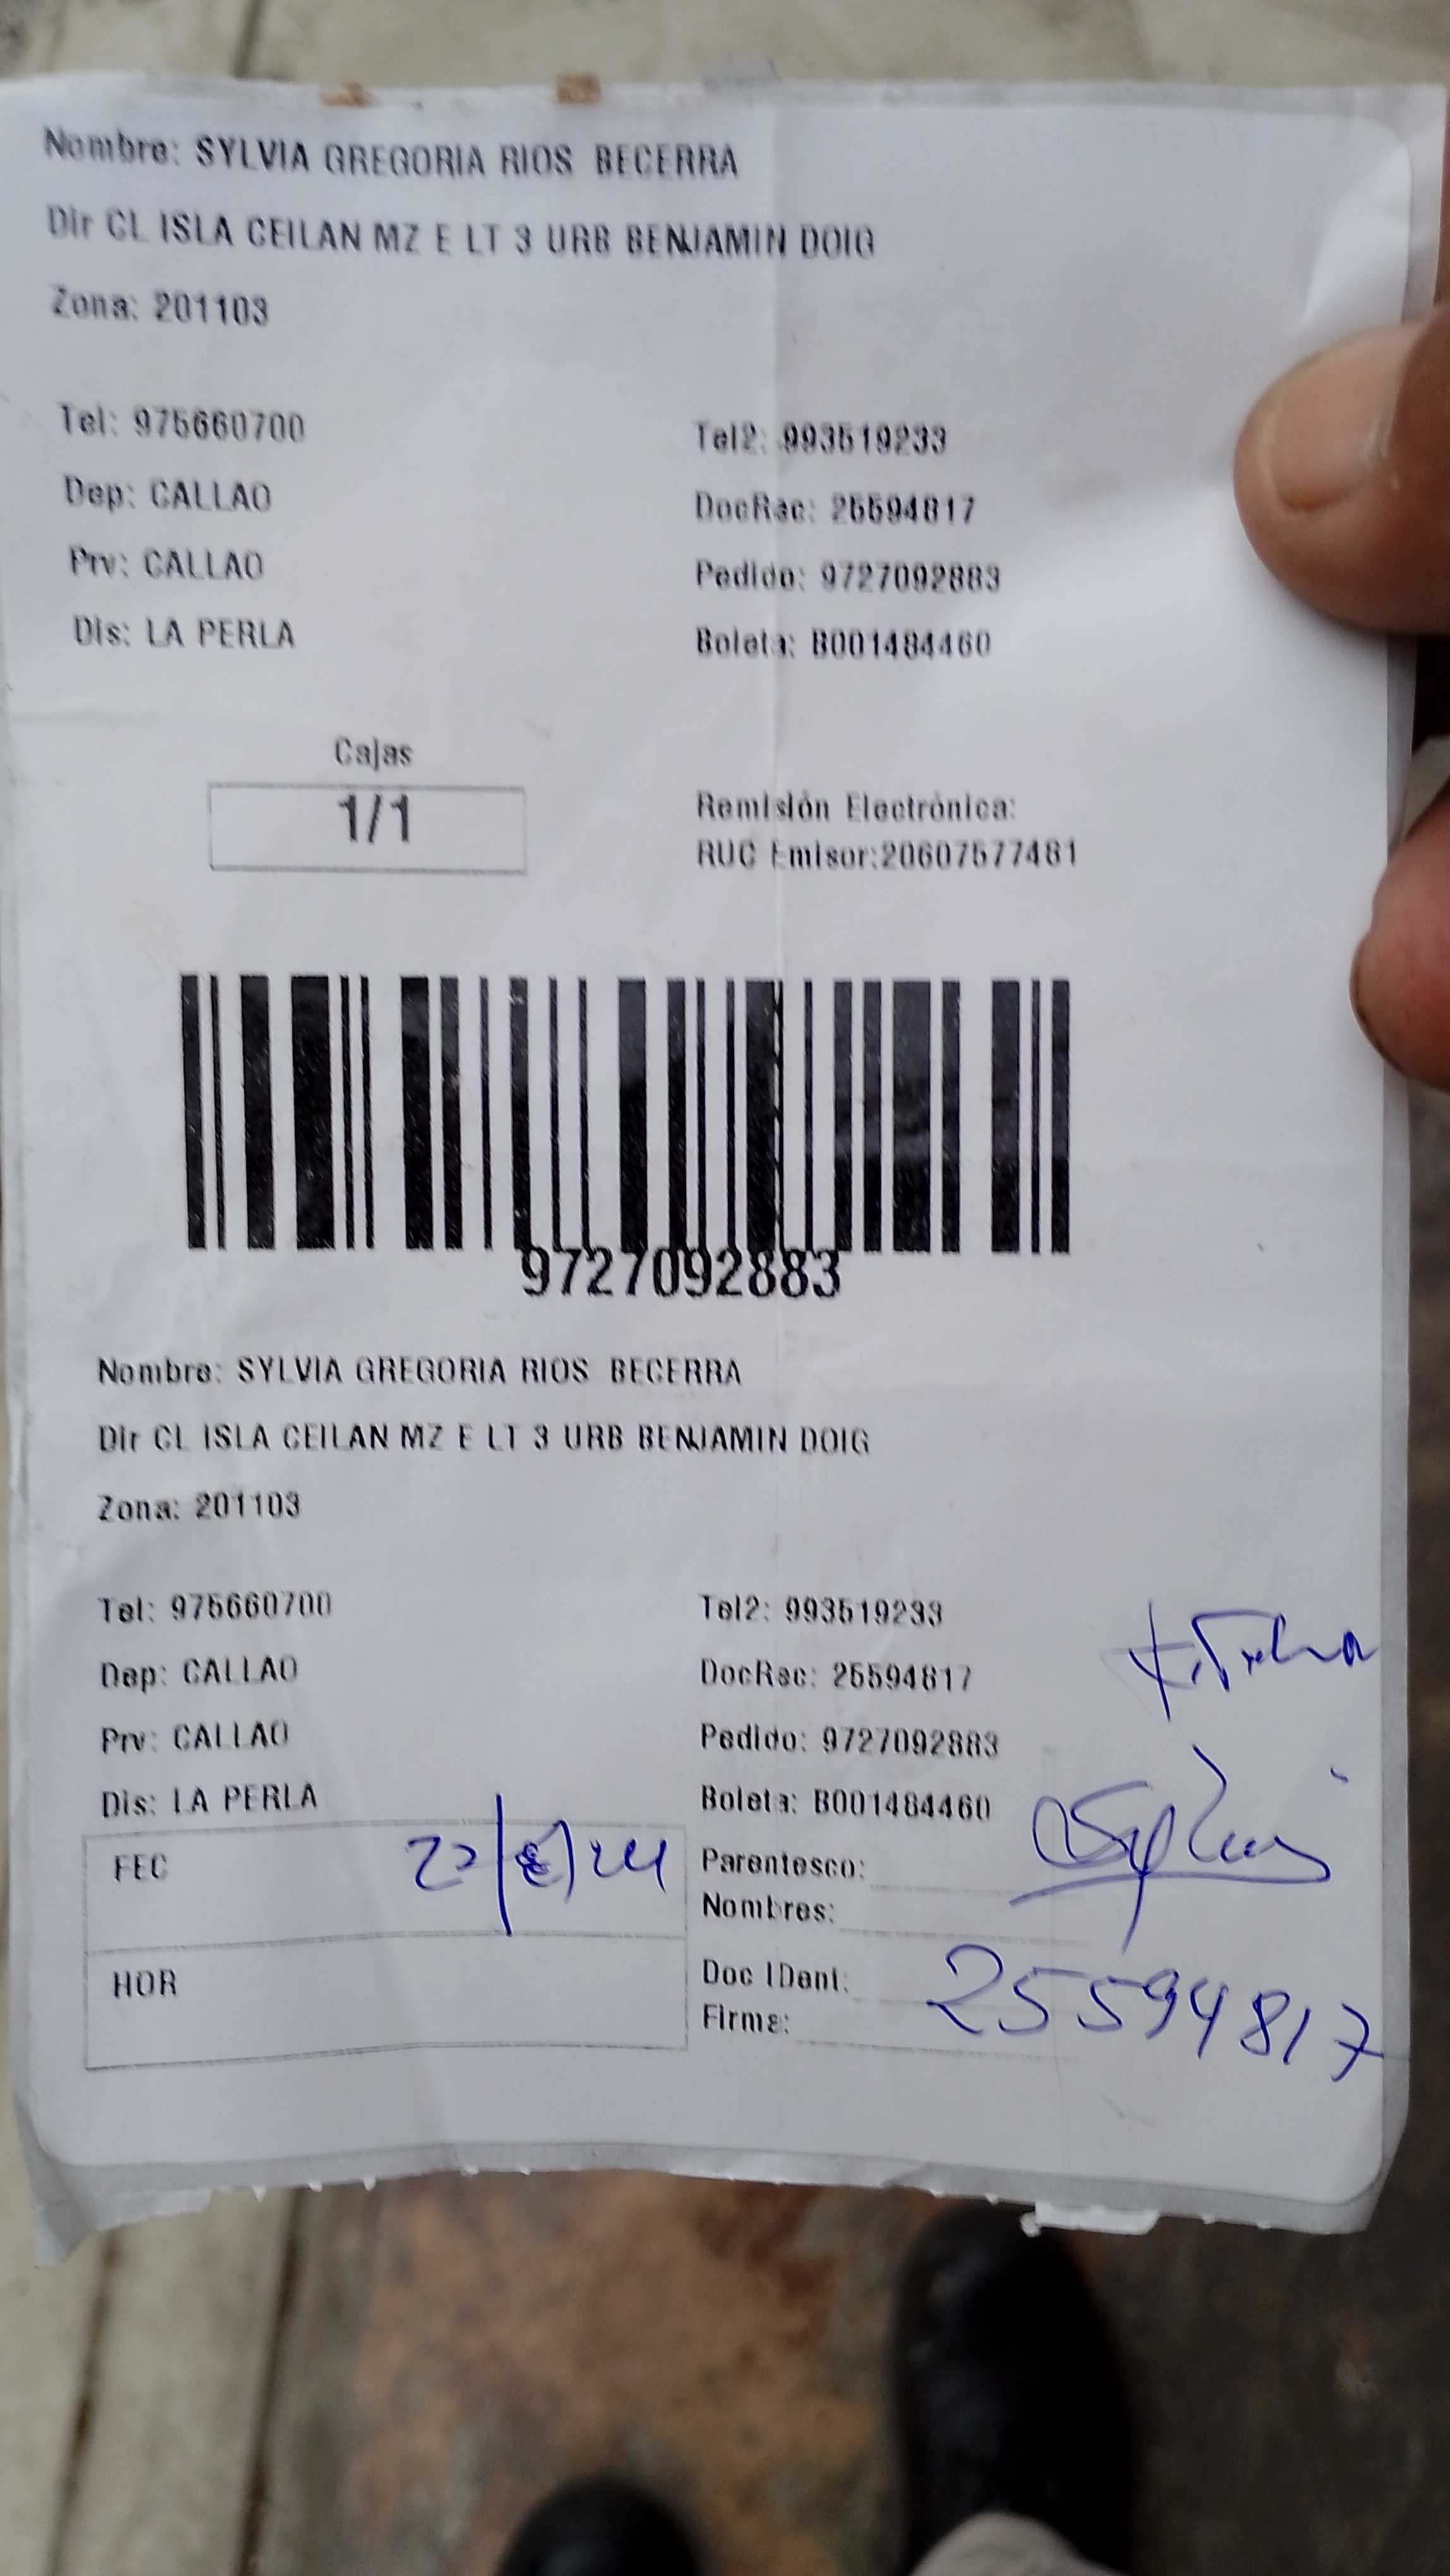 Nombre: SYLVIA GREGORIA RIOS BECERRA
Dir CL ISLA CEILAN MZ E LT 3 URB BENJAMIN DOIG
Zona: 201103
Tel: 975660700 Tel2: 993519233
Dep: CALLAO DocRac: 25594817
Prv: CALLAO Pedido: 9727092883
Dis: LA PERLA Boleta: B001484460
Cajas
1/1
Remisión Electrónica:
RUC Emisor:20607577481
9727092883
Nombre: SYLVIA GREGORIA RIOS BECERRA
Dir CL ISLA CEILAN MZ E LT 3 URB BENJAMIN DOIG
Zona: 201103
Tel: 975660700 Tel2: 993519233
Dep: CALLAO DocRac: 25594817
Prv: CALLAO Pedido: 9727092883
Dis: LA PERLA Boleta: B001484460
FEC
Parentesco:
Nombres:
HOR
Doc IDent: 25594817
Firma: